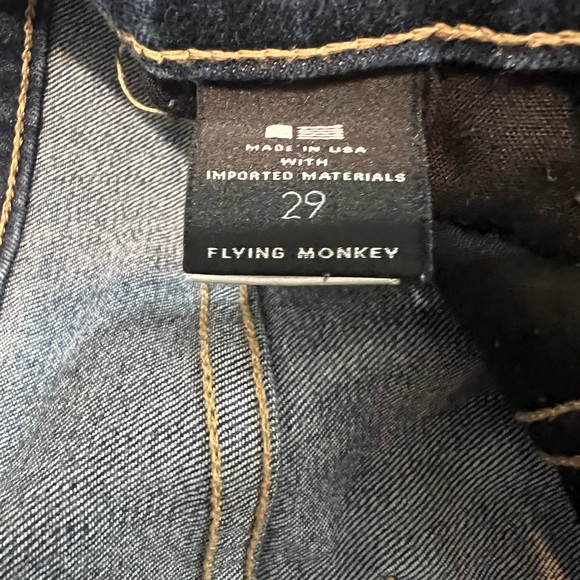 MADE IN USA
WITH
IMPORTED MATERIALS
29
FLYING MONKEY